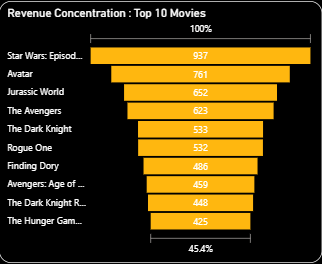 Revenue Concentration : Top 10 Movies
100%
Star Wars: Episod... 937
Avatar 761
Jurassic World 652
The Avengers 623
The Dark Knight 533
Rogue One 532
Finding Dory 486
Avengers: Age of ... 459
The Dark Knight R... 448
The Hunger Gam... 425
45.4%